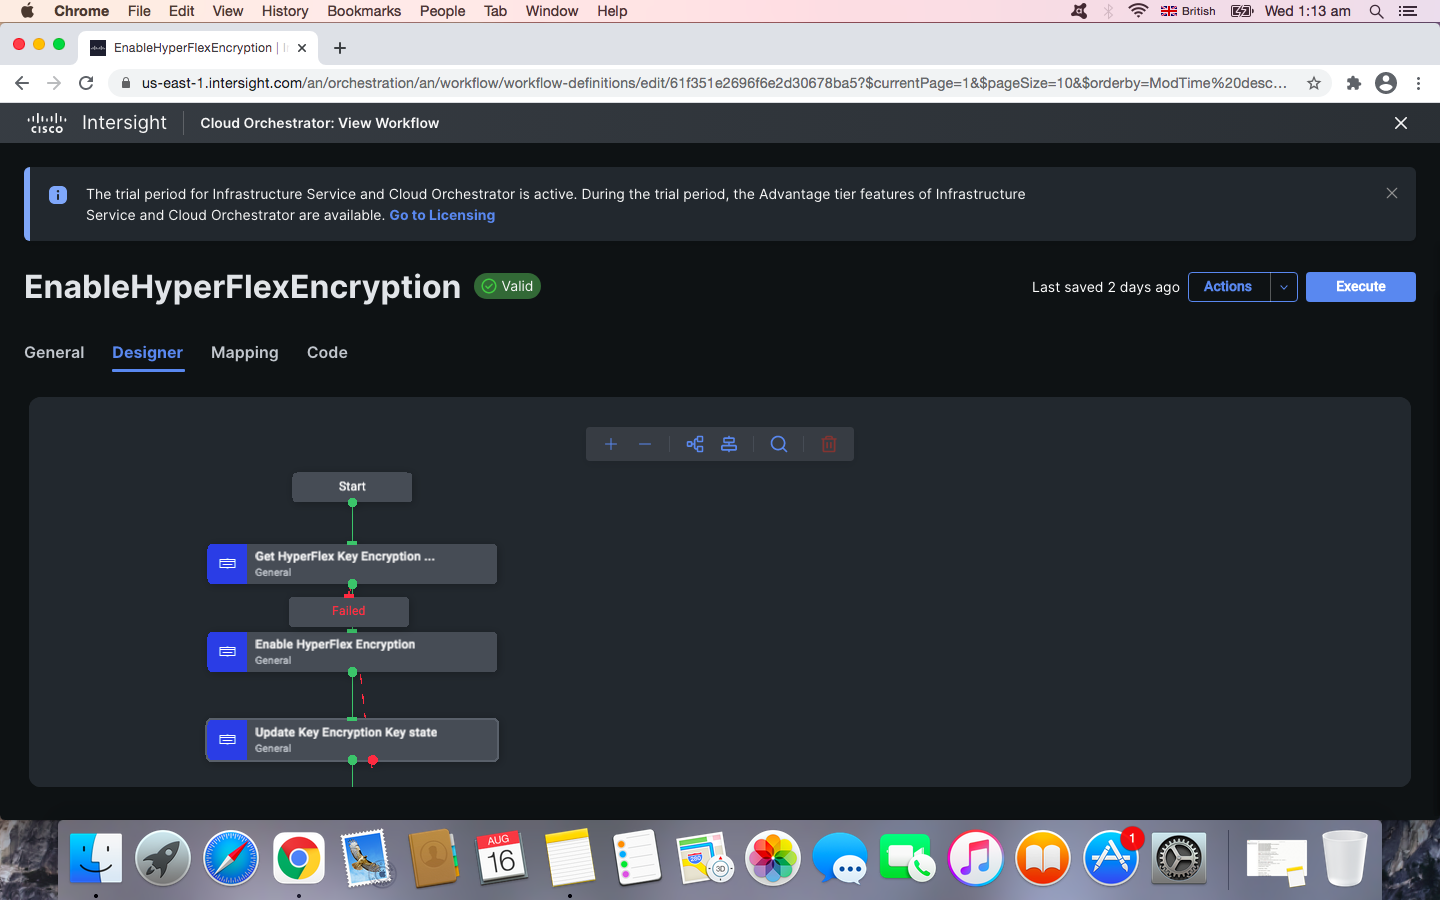 Chrome File Edit View History Bookmarks People Tab Window Help British Wed 1:13 am
EnableHyperFlexEncryption |
us-east-1.intersight.com/an/orchestration/an/workflow/workflow-definitions/edit/61f351e2696f6e2d30678ba5?$currentPage=1&$pageSize=10&$orderby=ModTime%20desc...
CISCO Intersight Cloud Orchestrator: View Workflow
The trial period for Infrastructure Service and Cloud Orchestrator is active. During the trial period, the Advantage tier features of Infrastructure
Service and Cloud Orchestrator are available. Go to Licensing
EnableHyperFlexEncryption Valid
Last saved 2 days ago Actions Execute
General Designer Mapping Code
Start
Get HyperFlex Key Encryption ...
General
Failed
Enable HyperFlex Encryption
General
Update Key Encryption Key state
General
AUG
16
280
3D
1